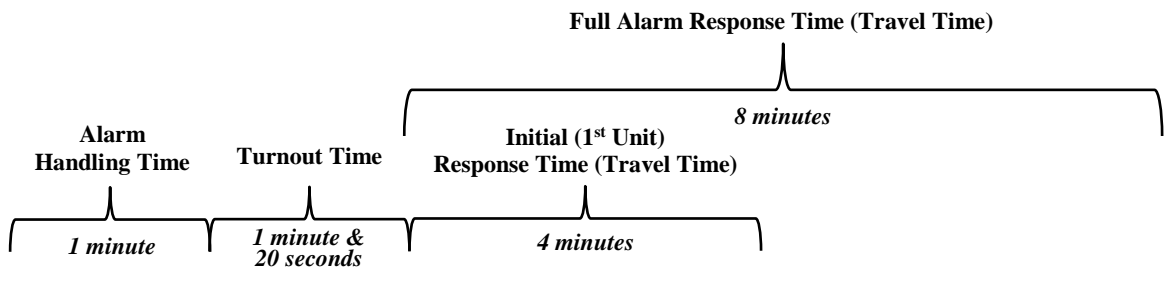 Full Alarm Response Time (Travel Time)
8 minutes
Alarm
Handling Time
Turnout Time
Initial (1st Unit)
Response Time (Travel Time)
1 minute
1 minute &
20 seconds
4 minutes